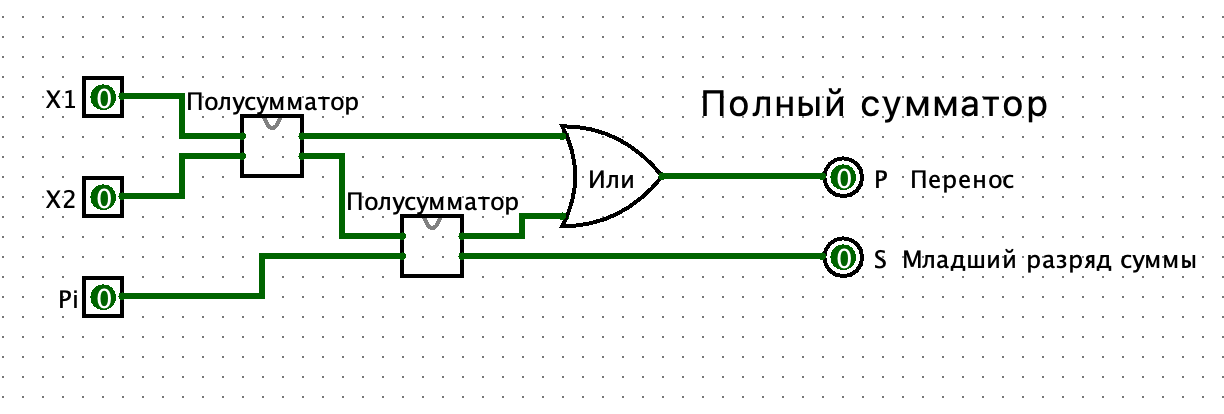 Полный сумматор
X1 0
Полусумматор
X2 0
Полусумматор
Или
0 P Перенос
0 S Младший разряд суммы
Pi 0